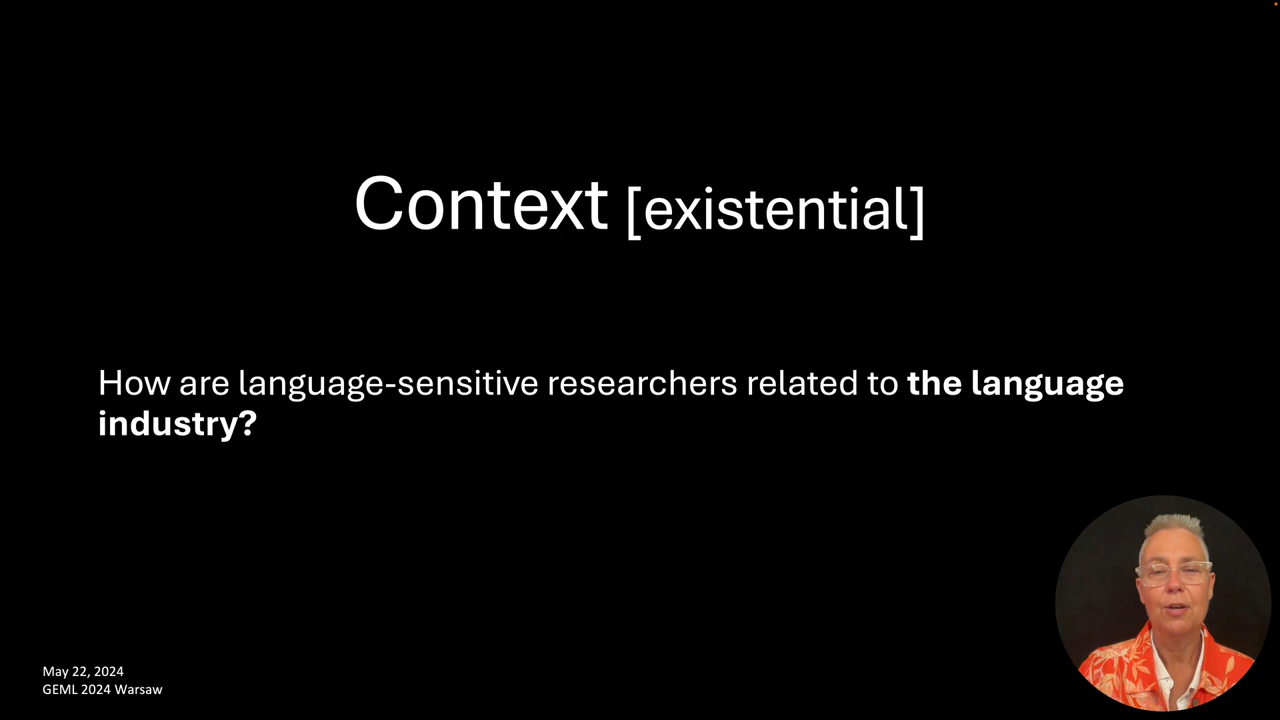 Context [existential]
How are language-sensitive researchers related to the language
industry?
May 22, 2024
GEML 2024 Warsaw